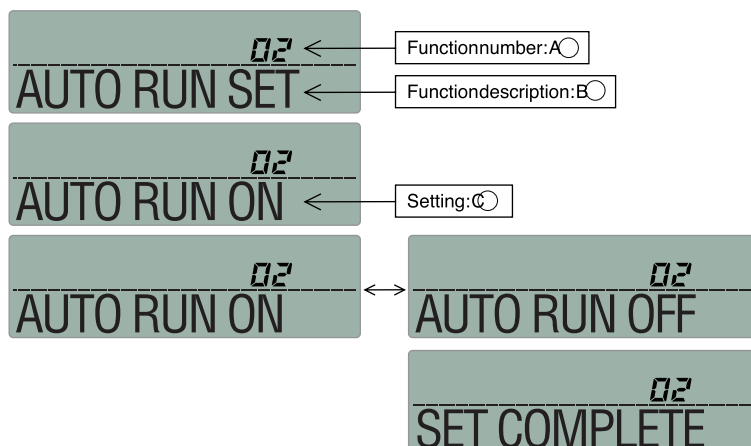 02
Functionnumber:A
AUTO RUN SET
Functiondescription:B
02
AUTO RUN ON
Setting:C
02
AUTO RUN ON
02
AUTO RUN OFF
02
SET COMPLETE